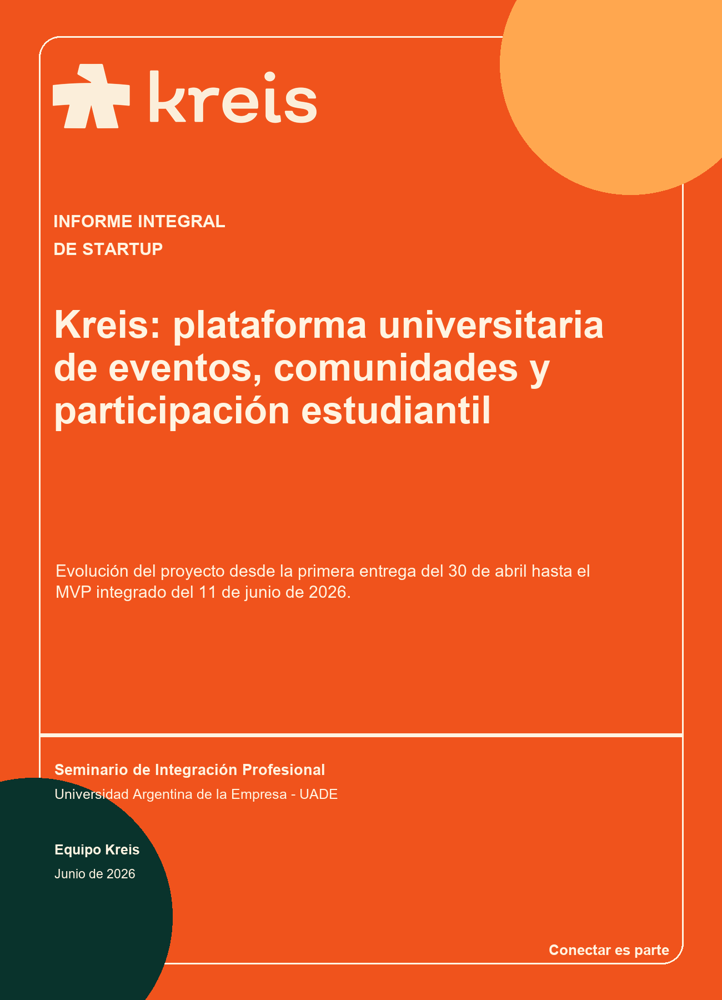 kreis
INFORME INTEGRAL
DE STARTUP
Kreis: plataforma universitaria
de eventos, comunidades y
participación estudiantil
Evolución del proyecto desde la primera entrega del 30 de abril hasta el
MVP integrado del 11 de junio de 2026.
Seminario de Integración Profesional
Universidad Argentina de la Empresa - UADE
Equipo Kreis
Junio de 2026
Conectar es parte